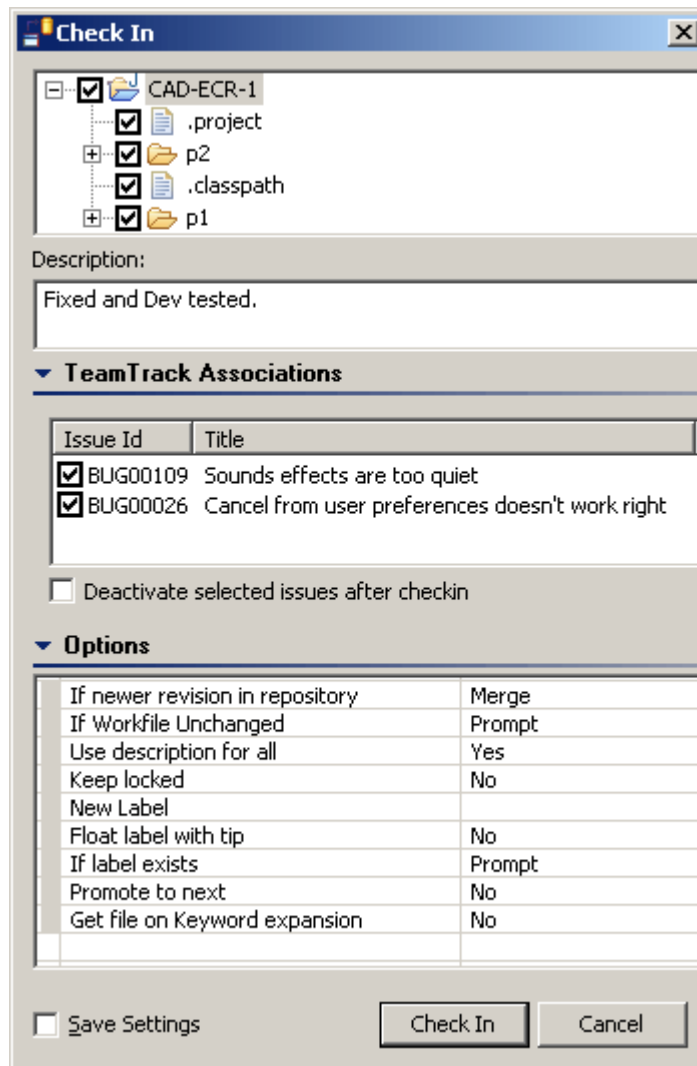 Check In
CAD-ECR-1
.project
p2
.classpath
p1
Description:
Fixed and Dev tested.
TeamTrack Associations
Issue Id Title
BUG00109 Sounds effects are too quiet
BUG00026 Cancel from user preferences doesn't work right
Deactivate selected issues after checkin
Options
If newer revision in repository Merge
If Workfile Unchanged Prompt
Use description for all Yes
Keep locked No
New Label
Float label with tip No
If label exists Prompt
Promote to next No
Get file on Keyword expansion No
Save Settings Check In Cancel